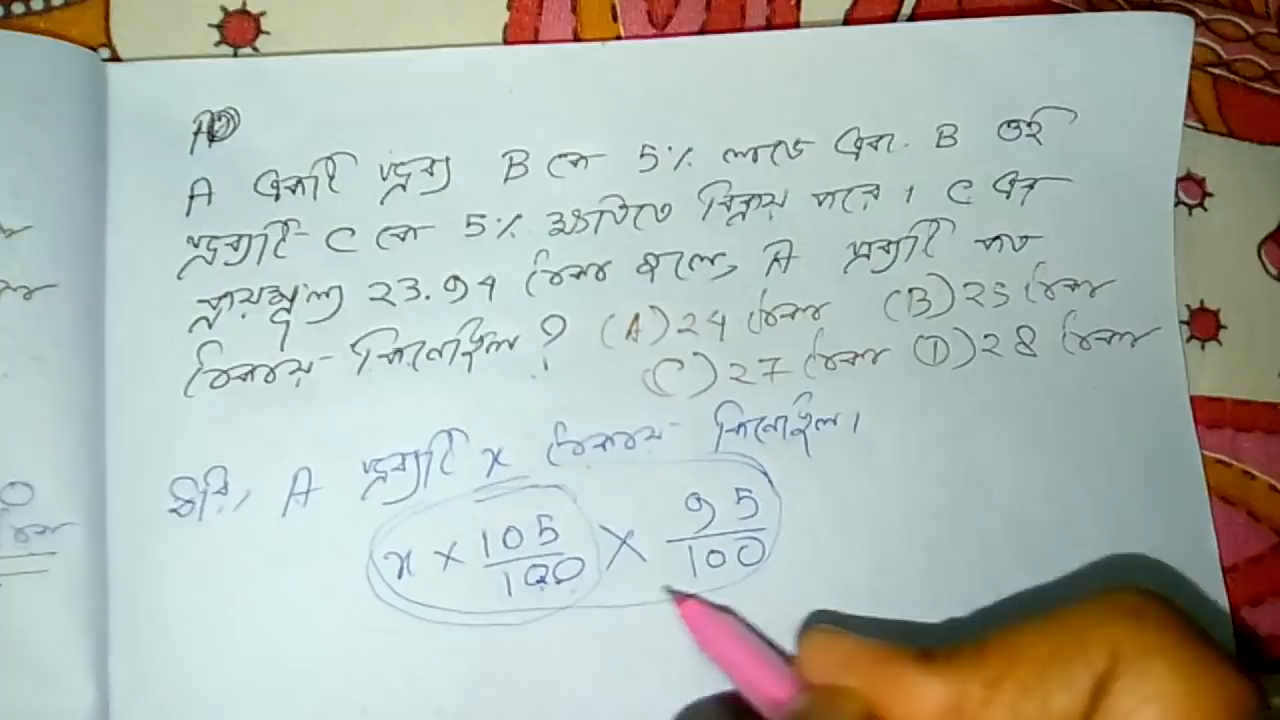 A একটি দ্রব্য B কে 5% লাভে এবং B ওই
দ্রব্যটি C কে 5% ক্ষতিতে বিক্রয় করে। C এর
ক্রয়মূল্য 23.94 টাকা হলে, A দ্রব্যটি কত
টাকায় কিনেছিল? (A) 24 টাকা (B) 25 টাকা
(C) 27 টাকা (D) 28 টাকা
ধরি, A দ্রব্যটি x টাকায় কিনেছিল।
x × 105/100 × 95/100